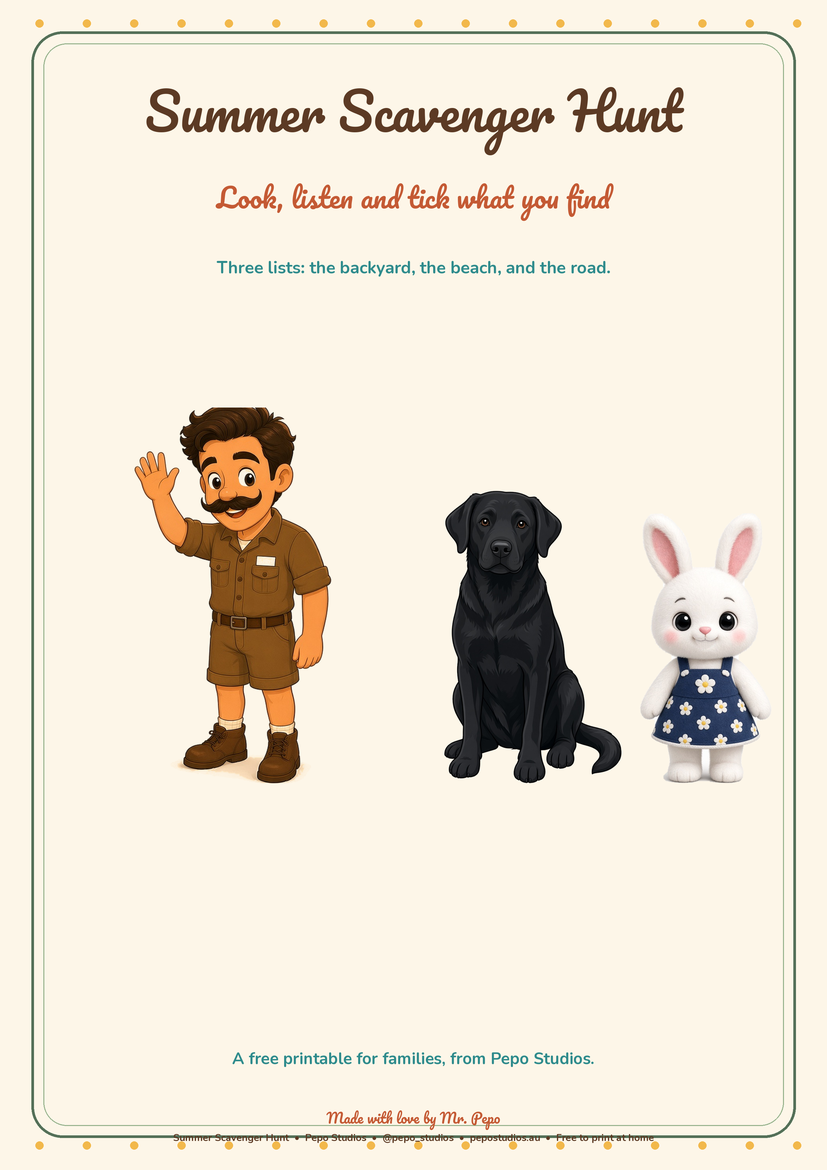 Summer Scavenger Hunt
Look, listen and tick what you find
Three lists: the backyard, the beach, and the road.
A free printable for families, from Pepo Studios.
Made with love by Mr. Pepo
Summer Scavenger Hunt • Pepo Studios • @pepo_studios • pepostudios.au • Free to print at home